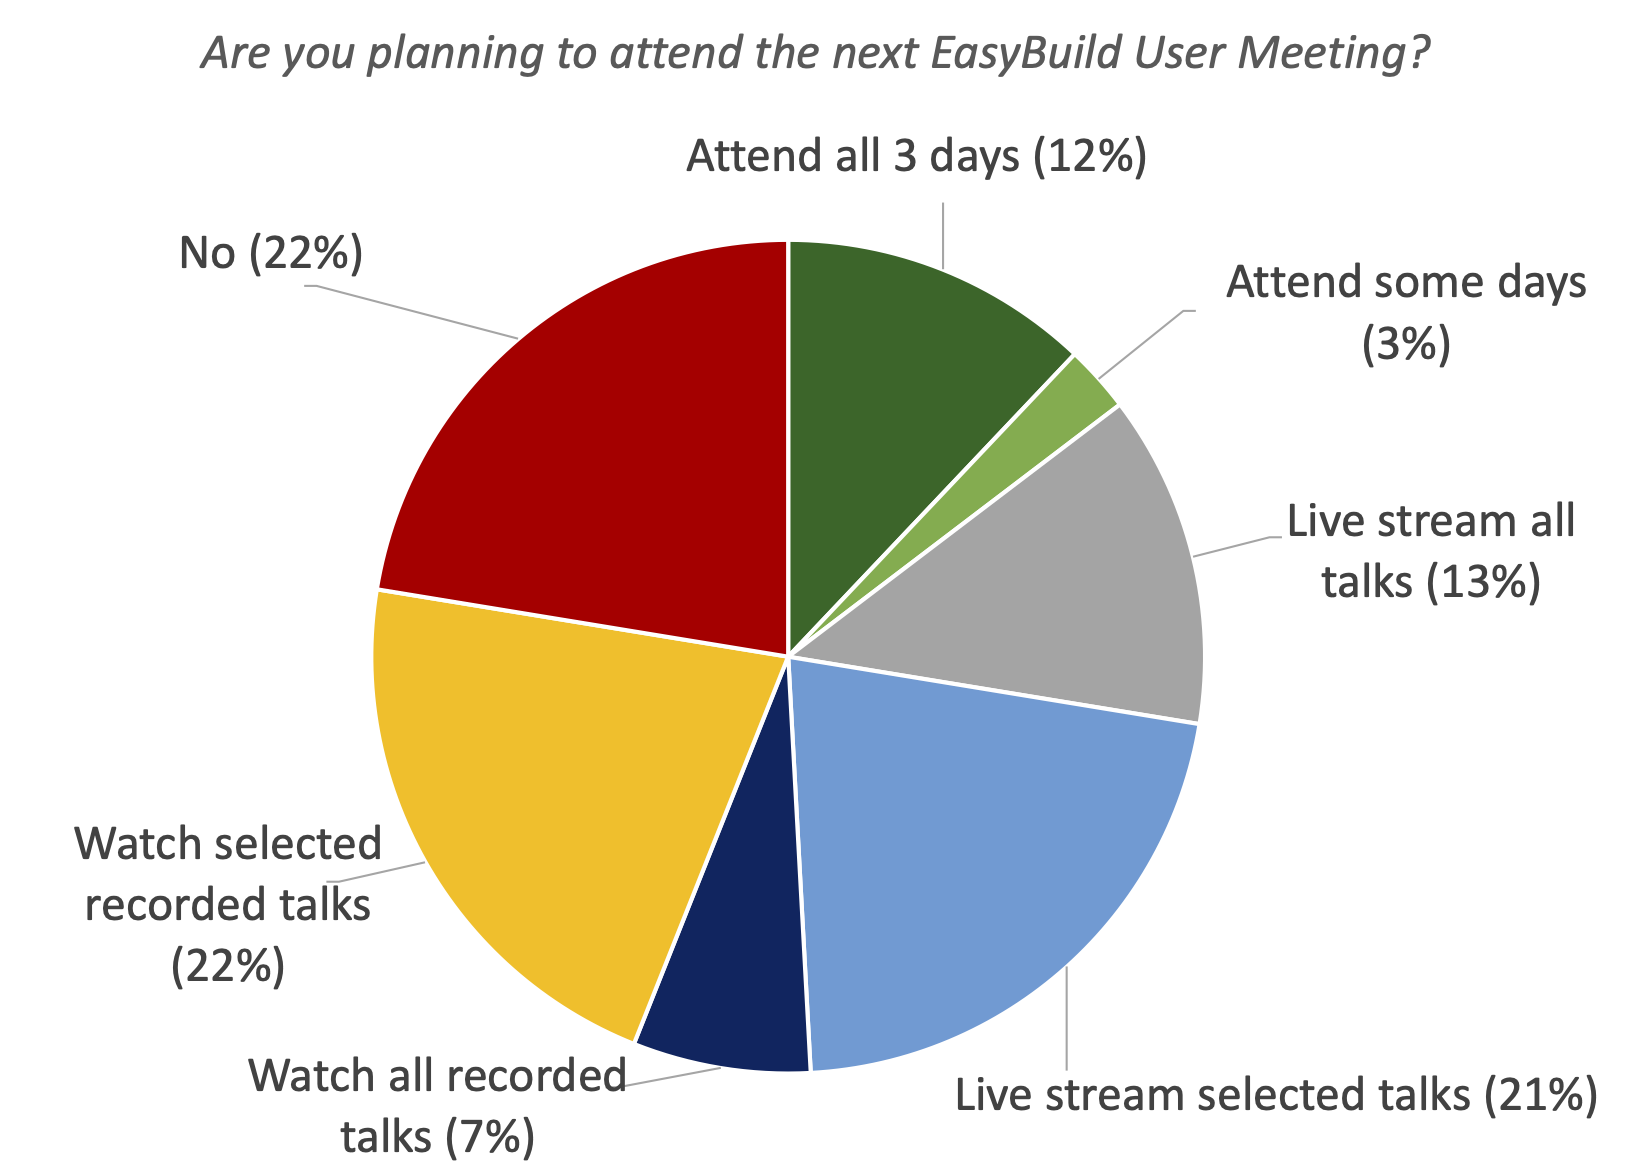 Are you planning to attend the next EasyBuild User Meeting?
Attend all 3 days (12%)
No (22%)
Attend some days
(3%)
Live stream all
talks (13%)
Watch selected
recorded talks
(22%)
Watch all recorded
talks (7%)
Live stream selected talks (21%)